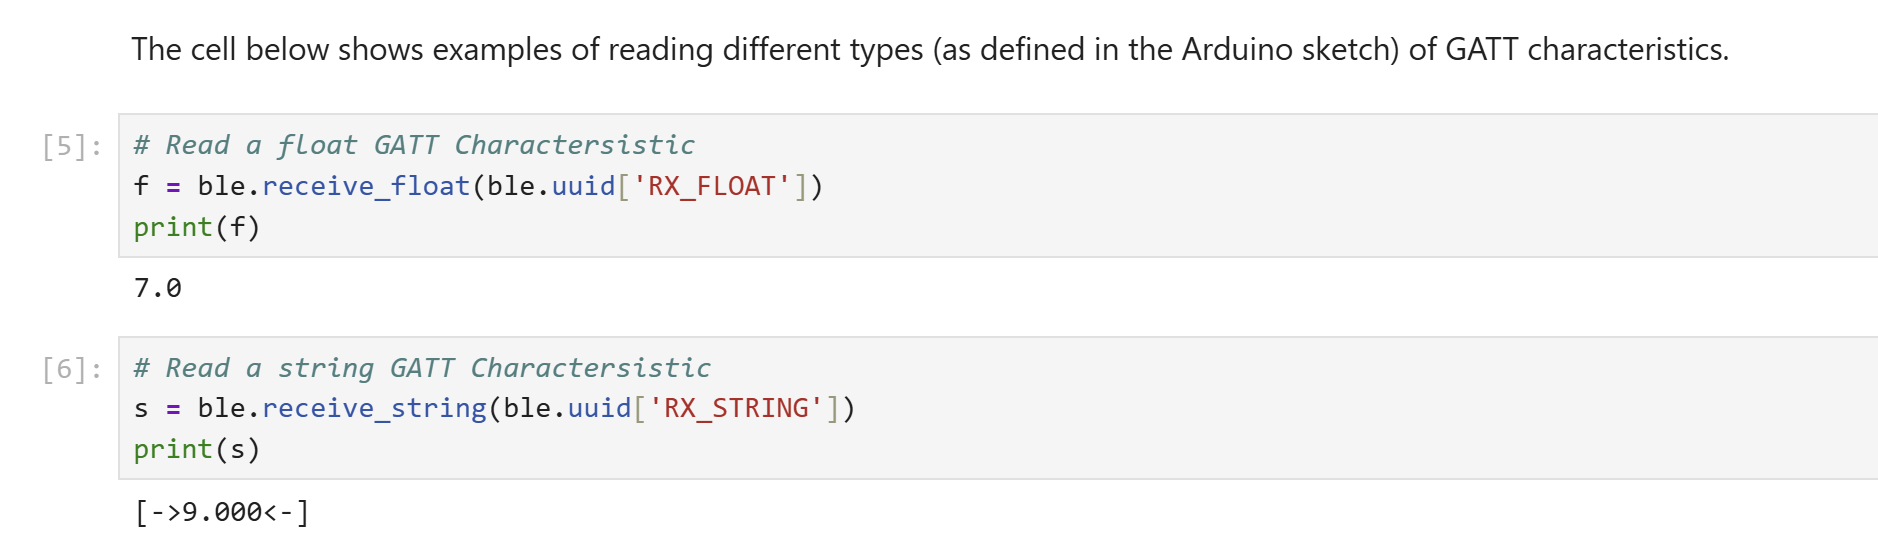 The cell below shows examples of reading different types (as defined in the Arduino sketch) of GATT characteristics.
[5]:
# Read a float GATT Charactersistic
f = ble.receive_float(ble.uuid['RX_FLOAT'])
print(f)
7.0
[6]:
# Read a string GATT Charactersistic
s = ble.receive_string(ble.uuid['RX_STRING'])
print(s)
[->9.000<-]